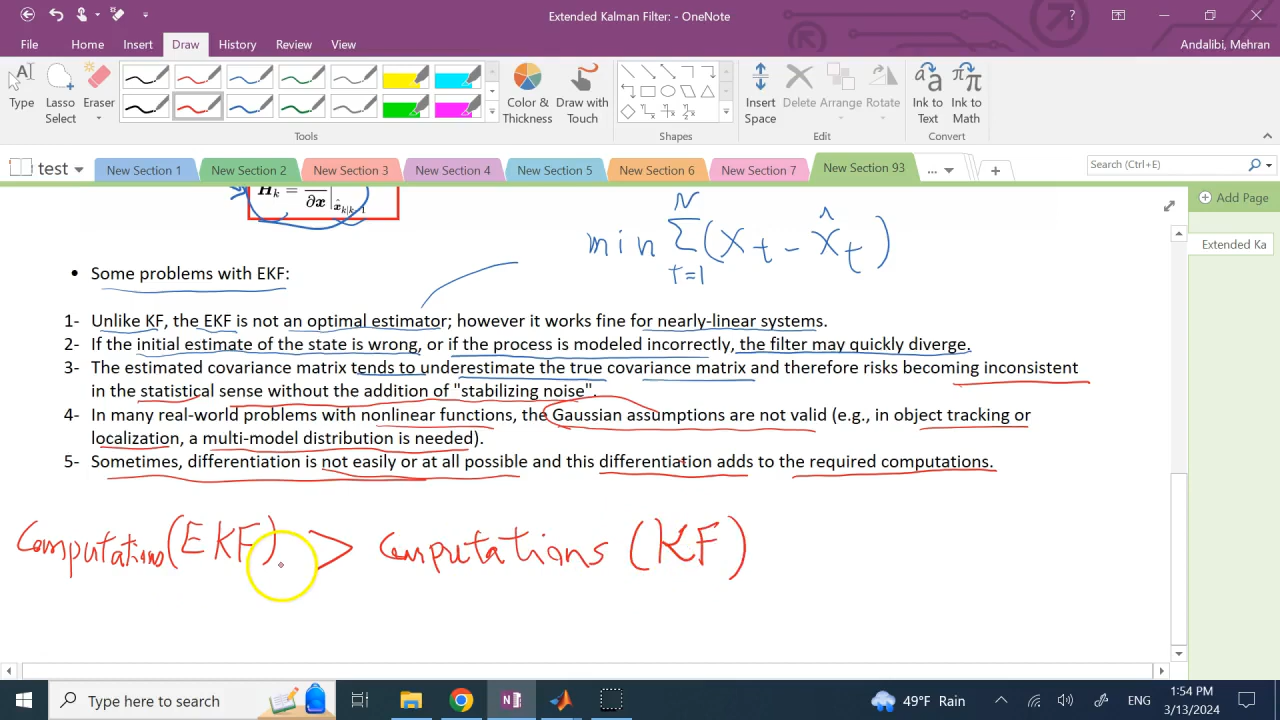 Extended Kalman Filter: - OneNote
File Home Insert Draw History Review View
Andalibi, Mehran
Type Lasso Select Eraser Color & Thickness Draw with Touch Insert Space Delete Arrange Rotate Ink to Text Ink to Math
Tools Shapes Edit Convert
test New Section 1 New Section 2 New Section 3 New Section 4 New Section 5 New Section 6 New Section 7 New Section 93 ... Search (Ctrl+E)
Add Page
Extended Ka
H_k = ∂x |x̂_k|k-1
min N Σ t=1 (X_t - X̂_t)
• Some problems with EKF:
1- Unlike KF, the EKF is not an optimal estimator; however it works fine for nearly-linear systems.
2- If the initial estimate of the state is wrong, or if the process is modeled incorrectly, the filter may quickly diverge.
3- The estimated covariance matrix tends to underestimate the true covariance matrix and therefore risks becoming inconsistent
in the statistical sense without the addition of "stabilizing noise".
4- In many real-world problems with nonlinear functions, the Gaussian assumptions are not valid (e.g., in object tracking or
localization, a multi-model distribution is needed).
5- Sometimes, differentiation is not easily or at all possible and this differentiation adds to the required computations.
Computations (EKF) > Computations (KF)
Type here to search
49°F Rain
ENG
1:54 PM
3/13/2024